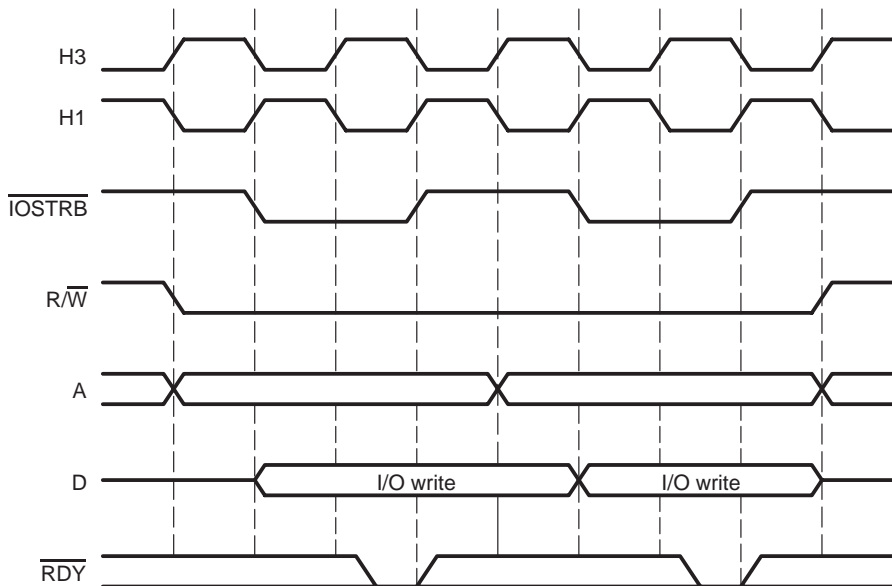 H3
H1
IOSTRB
R/W
A
D
I/O write
I/O write
RDY